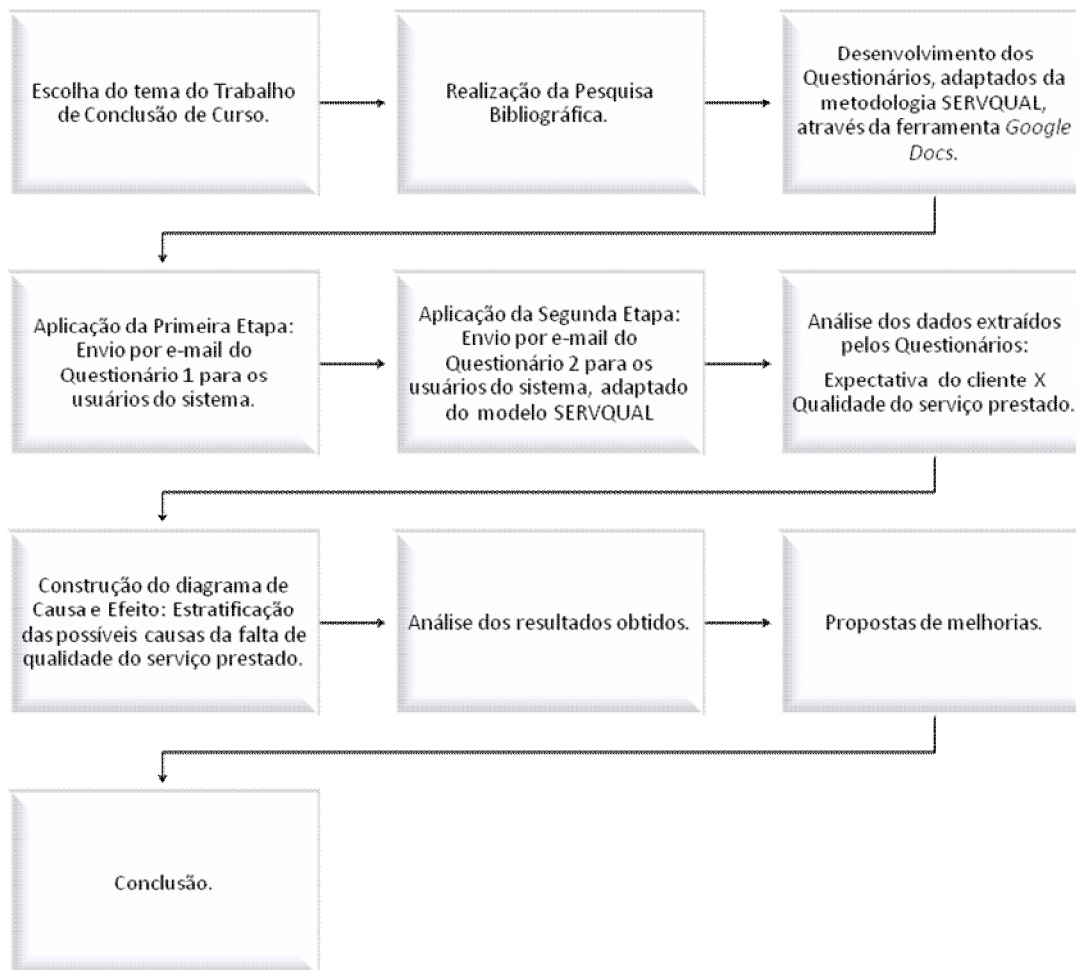 Escolha do tema do Trabalho
de Conclusão de Curso.
Realização da Pesquisa
Bibliográfica.
Desenvolvimento dos
Questionários, adaptados da
metodologia SERVQUAL,
através da ferramenta Google
Docs.
Aplicação da Primeira Etapa:
Envio por e-mail do
Questionário 1 para os
usuários do sistema.
Aplicação da Segunda Etapa:
Envio por e-mail do
Questionário 2 para os
usuários do sistema, adaptado
do modelo SERVQUAL
Análise dos dados extraídos
pelos Questionários:
Expectativa do cliente X
Qualidade do serviço prestado.
Construção do diagrama de
Causa e Efeito: Estratificação
das possíveis causas da falta de
qualidade do serviço prestado.
Análise dos resultados obtidos.
Propostas de melhorias.
Conclusão.